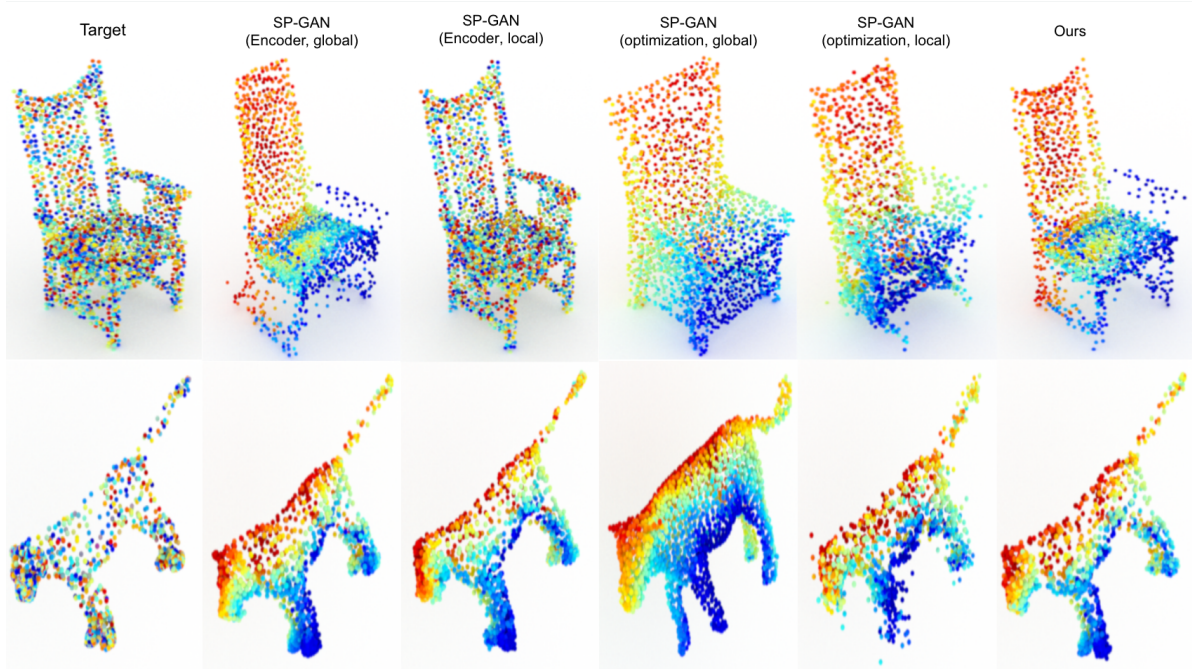 Target
SP-GAN
(Encoder, global)
SP-GAN
(Encoder, local)
SP-GAN
(optimization, global)
SP-GAN
(optimization, local)
Ours